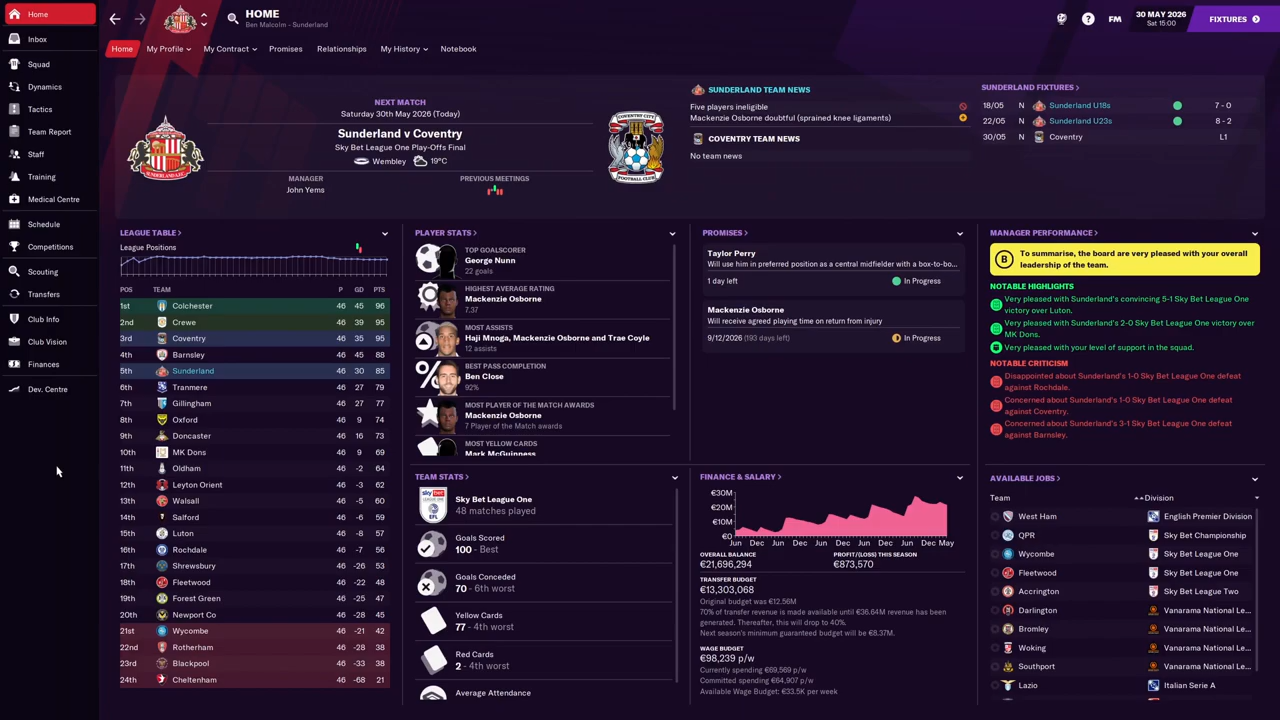 Home
Inbox
Squad
Dynamics
Tactics
Team Report
Staff
Training
Medical Centre
Schedule
Competitions
Scouting
Transfers
Club Info
Club Vision
Finances
Dev. Centre
HOME
Ben Malcolm - Sunderland
FM
30 MAY 2026
Sat 15:00
FIXTURES
Home
My Profile
My Contract
Promises
Relationships
My History
Notebook
NEXT MATCH
Saturday 30th May 2026 (Today)
Sunderland v Coventry
Sky Bet League One Play-Offs Final
Wembley 19°C
MANAGER
John Yems
PREVIOUS MEETINGS
SUNDERLAND TEAM NEWS
Five players ineligible
Mackenzie Osborne doubtful (sprained knee ligaments)
COVENTRY TEAM NEWS
No team news
SUNDERLAND FIXTURES
18/05 N Sunderland U18s 7 - 0
22/05 N Sunderland U23s 8 - 2
30/05 N Coventry L1
LEAGUE TABLE
League Positions
POS TEAM P GD PTS
1st Colchester 46 45 96
2nd Crewe 46 39 95
3rd Coventry 46 35 95
4th Barnsley 46 45 88
5th Sunderland 46 30 85
6th Tranmere 46 27 79
7th Gillingham 46 27 77
8th Oxford 46 9 74
9th Doncaster 46 16 73
10th MK Dons 46 9 69
11th Oldham 46 -2 64
12th Leyton Orient 46 -3 62
13th Walsall 46 -5 60
14th Salford 46 -6 59
15th Luton 46 -8 57
16th Rochdale 46 -7 56
17th Shrewsbury 46 -26 53
18th Fleetwood 46 -22 48
19th Forest Green 46 -25 47
20th Newport Co 46 -28 45
21st Wycombe 46 -21 42
22nd Rotherham 46 -28 38
23rd Blackpool 46 -33 38
24th Cheltenham 46 -68 21
PLAYER STATS
TOP GOALSCORER
George Nunn
22 goals
HIGHEST AVERAGE RATING
Mackenzie Osborne
7.37
MOST ASSISTS
Haji Mnoga, Mackenzie Osborne and Trae Coyle
12 assists
BEST PASS COMPLETION
Ben Close
92%
MOST PLAYER OF THE MATCH AWARDS
Mackenzie Osborne
7 Player of the Match awards
MOST YELLOW CARDS
Mark McGuinness
TEAM STATS
sky bet
LEAGUE ONE
EFL
Sky Bet League One
48 matches played
Goals Scored
100 - Best
Goals Conceded
70 - 6th worst
Yellow Cards
77 - 4th worst
Red Cards
2 - 4th worst
Average Attendance
PROMISES
Taylor Perry
Will use him in preferred position as a central midfielder with a box-to-bo...
1 day left In Progress
Mackenzie Osborne
Will receive agreed playing time on return from injury
9/12/2026 (193 days left) In Progress
FINANCE & SALARY
€30M
€20M
€10M
€0
Jun Dec Jun Dec Jun Dec Jun Dec Jun Dec May
OVERALL BALANCE
€21,696,294
PROFIT/(LOSS) THIS SEASON
€873,570
TRANSFER BUDGET
€13,303,068
Original budget was €12.56M
70% of transfer revenue is made available until €36.64M revenue has been
generated. Thereafter, this will drop to 40%.
Next season's minimum guaranteed budget will be €8.37M.
WAGE BUDGET
€98,239 p/w
Currently spending €69,569 p/w
Committed spending €64,907 p/w
Available Wage Budget: €33.5K per week
MANAGER PERFORMANCE
B
To summarise, the board are very pleased with your overall
leadership of the team.
NOTABLE HIGHLIGHTS
Very pleased with Sunderland's convincing 5-1 Sky Bet League One
victory over Luton.
Very pleased with Sunderland's 2-0 Sky Bet League One victory over
MK Dons.
Very pleased with your level of support in the squad.
NOTABLE CRITICISM
Disappointed about Sunderland's 1-0 Sky Bet League One defeat
against Rochdale.
Concerned about Sunderland's 1-0 Sky Bet League One defeat
against Coventry.
Concerned about Sunderland's 3-1 Sky Bet League One defeat
against Barnsley.
AVAILABLE JOBS
Team Division
West Ham English Premier Division
QPR Sky Bet Championship
Wycombe Sky Bet League One
Fleetwood Sky Bet League One
Accrington Sky Bet League Two
Darlington Vanarama National Le...
Bromley Vanarama National Le...
Woking Vanarama National Le...
Southport Vanarama National Le...
Lazio Italian Serie A